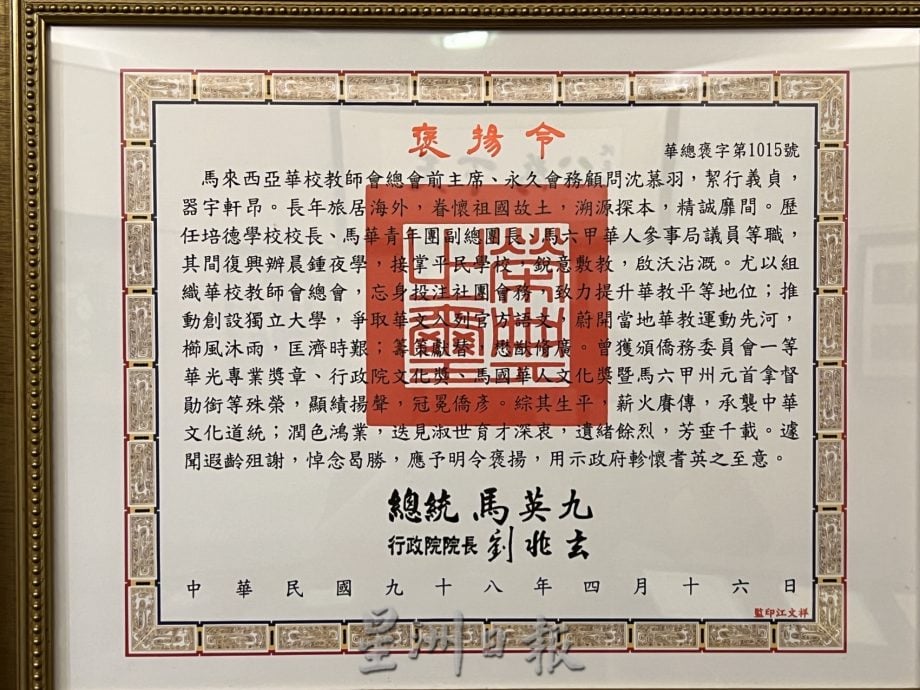 褒揚令
華總褒字第1015號
馬來西亞華校教師會總會前主席、永久會務顧問沈慕羽，絜行義貞，
器宇軒昂。長年旅居海外，眷懷祖國故土，溯源探本，精誠靡間。歷
任培德學校校長、馬華青年團副總團長、馬六甲華人參事局議員等職，
其間復興辦晨鍾夜學，接掌平民學校，銳意敷教，啟沃沾溉。尤以組
織華校教師會總會，忘身投注社團會務，致力提升華教平等地位；推
動創設獨立大學，爭取華文入列官方語文，蔚開當地華教運動先河，
櫛風沐雨，匡濟時艱；籌策獻替，懋猷脩廣。曾獲頒僑務委員會一等
華光專業獎章、行政院文化獎、馬國華人文化獎暨馬六甲州元首拿督
勛銜等殊榮，顯績揚聲，冠冕僑彥。綜其生平，薪火賡傳，承襲中華
文化道統；潤色鴻業，迭見淑世育才深衷，遺緒餘烈，芳垂千載。遽
聞遐齡殂謝，悼念曷勝，應予明令褒揚，用示政府軫懷耆英之至意。
總統 馬英九
行政院院長 劉兆玄
中華民國九十八年四月十六日
監印江文祥
星洲日報